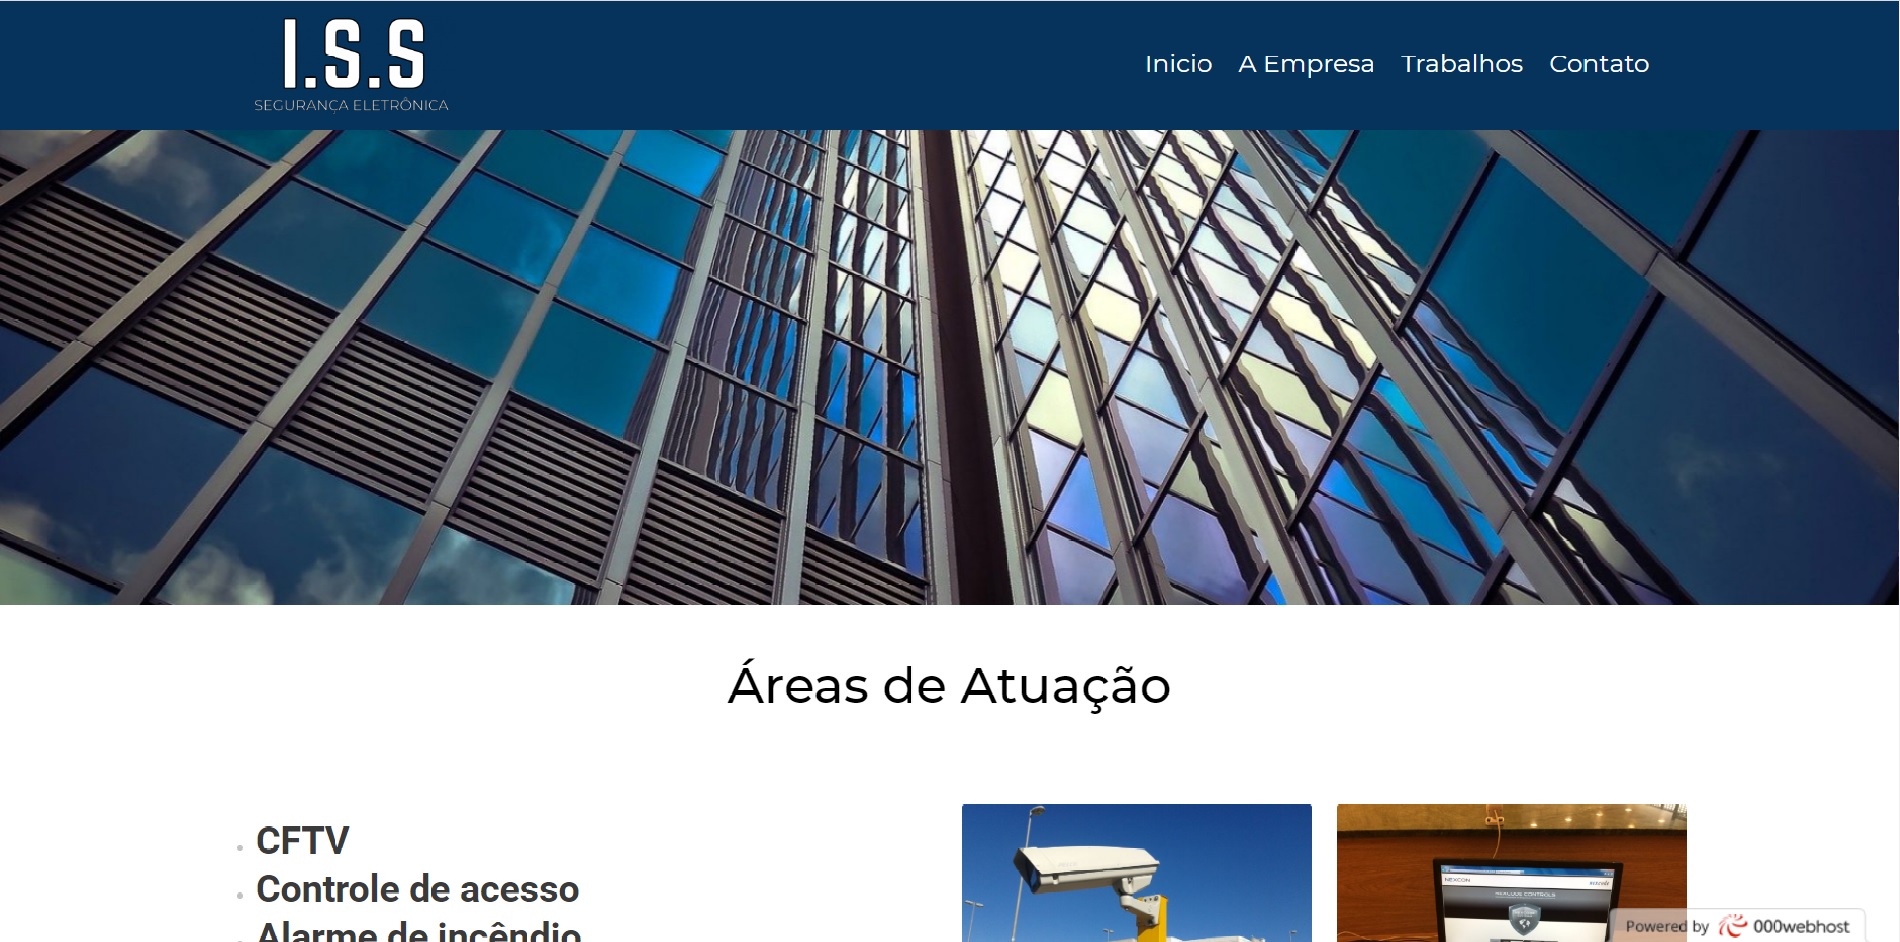 I.S.S
SEGURANÇA ELETRÔNICA
Inicio A Empresa Trabalhos Contato
Áreas de Atuação
CFTV
Controle de acesso
Alarme de incêndio
NEXCON
Powered by 000webhost